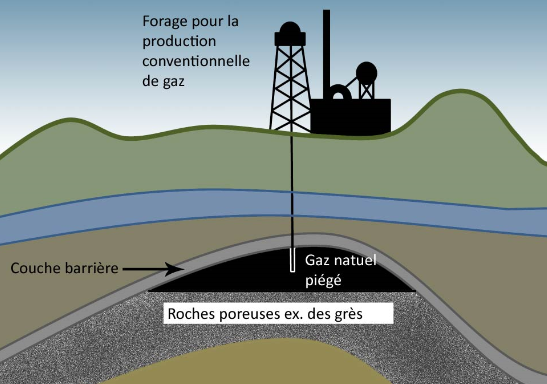 Forage pour la
production
conventionnelle
de gaz
Couche barrière
Gaz natuel
piégé
Roches poreuses ex. des grès